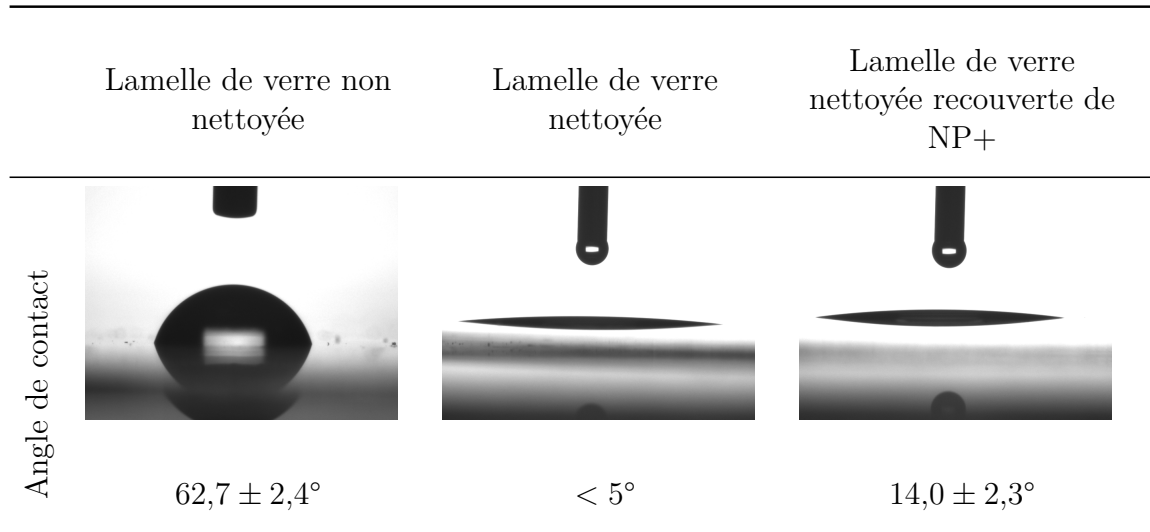 Lamelle de verre non
nettoyée
Lamelle de verre
nettoyée
Lamelle de verre
nettoyée recouverte de
NP+
Angle de contact
62,7 ± 2,4°
< 5°
14,0 ± 2,3°